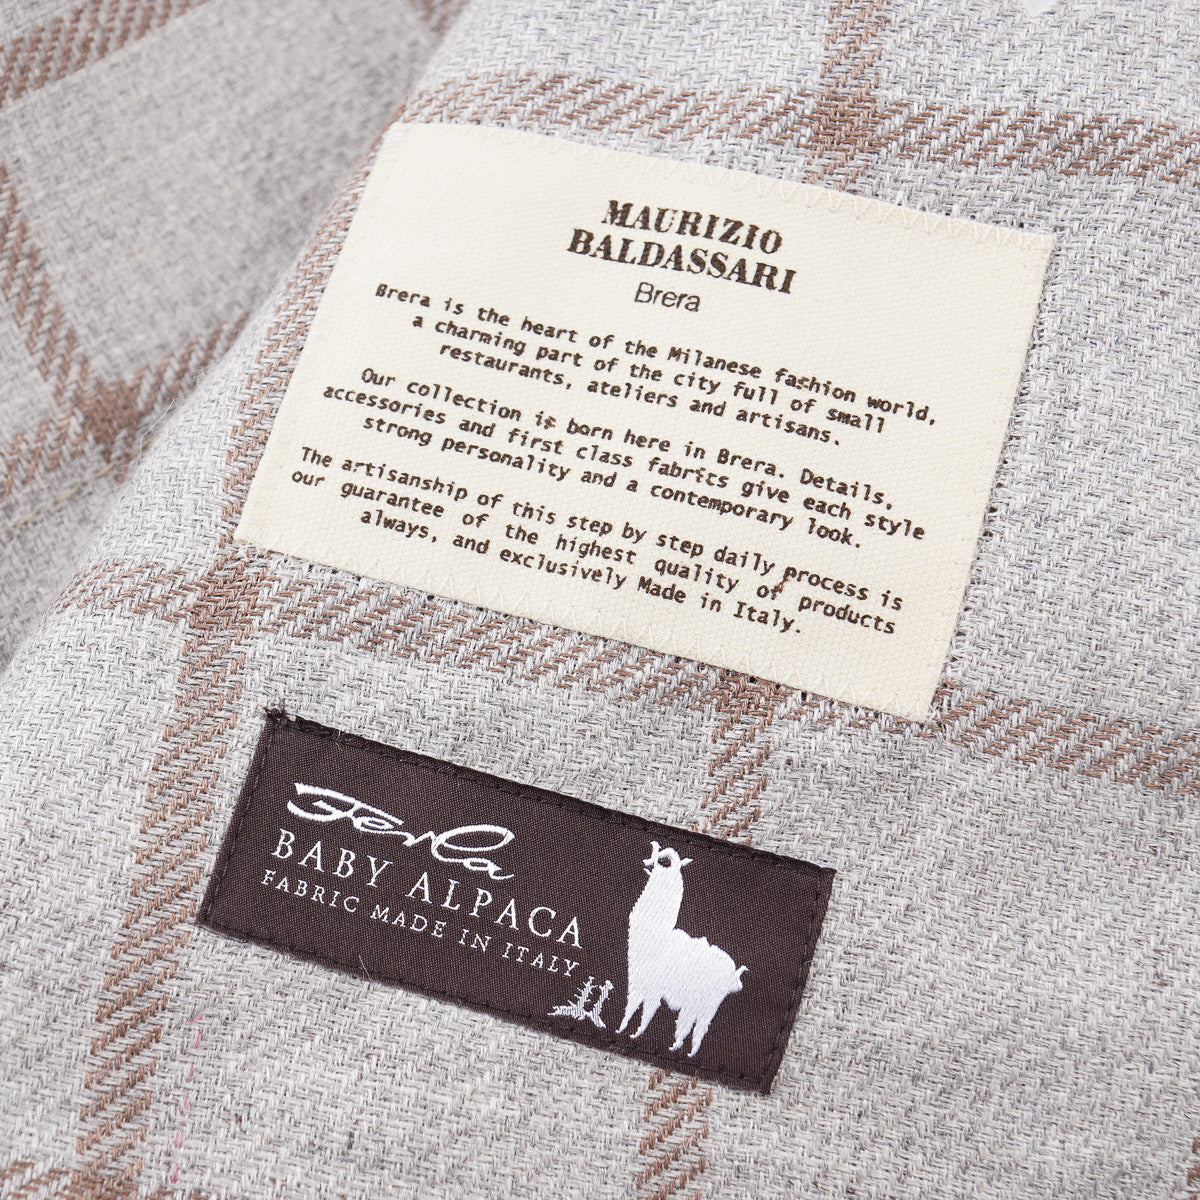 MAURIZIO
BALDASSARI
Brera
Brera is the heart of the Milanese fashion world,
a charming part of the city full of small
restaurants, ateliers and artisans.
Our collection is born here in Brera. Details,
accessories and first class fabrics give each style
strong personality and a contemporary look.
The artisanship of this step by step daily process is
our guarantee of the highest quality of products
always, and exclusively Made in Italy.
Ferla
BABY ALPACA
FABRIC MADE IN ITALY